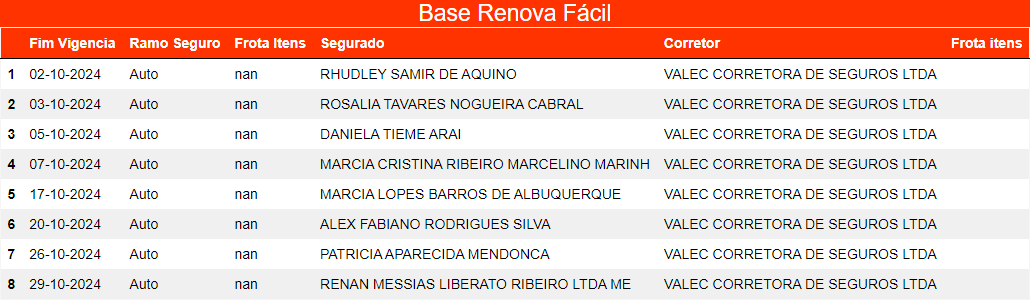 Base Renova Fácil
Fim Vigencia Ramo Seguro Frota Itens Segurado Corretor Frota itens
1 02-10-2024 Auto nan RHUDLEY SAMIR DE AQUINO VALEC CORRETORA DE SEGUROS LTDA
2 03-10-2024 Auto nan ROSALIA TAVARES NOGUEIRA CABRAL VALEC CORRETORA DE SEGUROS LTDA
3 05-10-2024 Auto nan DANIELA TIEME ARAI VALEC CORRETORA DE SEGUROS LTDA
4 07-10-2024 Auto nan MARCIA CRISTINA RIBEIRO MARCELINO MARINH VALEC CORRETORA DE SEGUROS LTDA
5 17-10-2024 Auto nan MARCIA LOPES BARROS DE ALBUQUERQUE VALEC CORRETORA DE SEGUROS LTDA
6 20-10-2024 Auto nan ALEX FABIANO RODRIGUES SILVA VALEC CORRETORA DE SEGUROS LTDA
7 26-10-2024 Auto nan PATRICIA APARECIDA MENDONCA VALEC CORRETORA DE SEGUROS LTDA
8 29-10-2024 Auto nan RENAN MESSIAS LIBERATO RIBEIRO LTDA ME VALEC CORRETORA DE SEGUROS LTDA